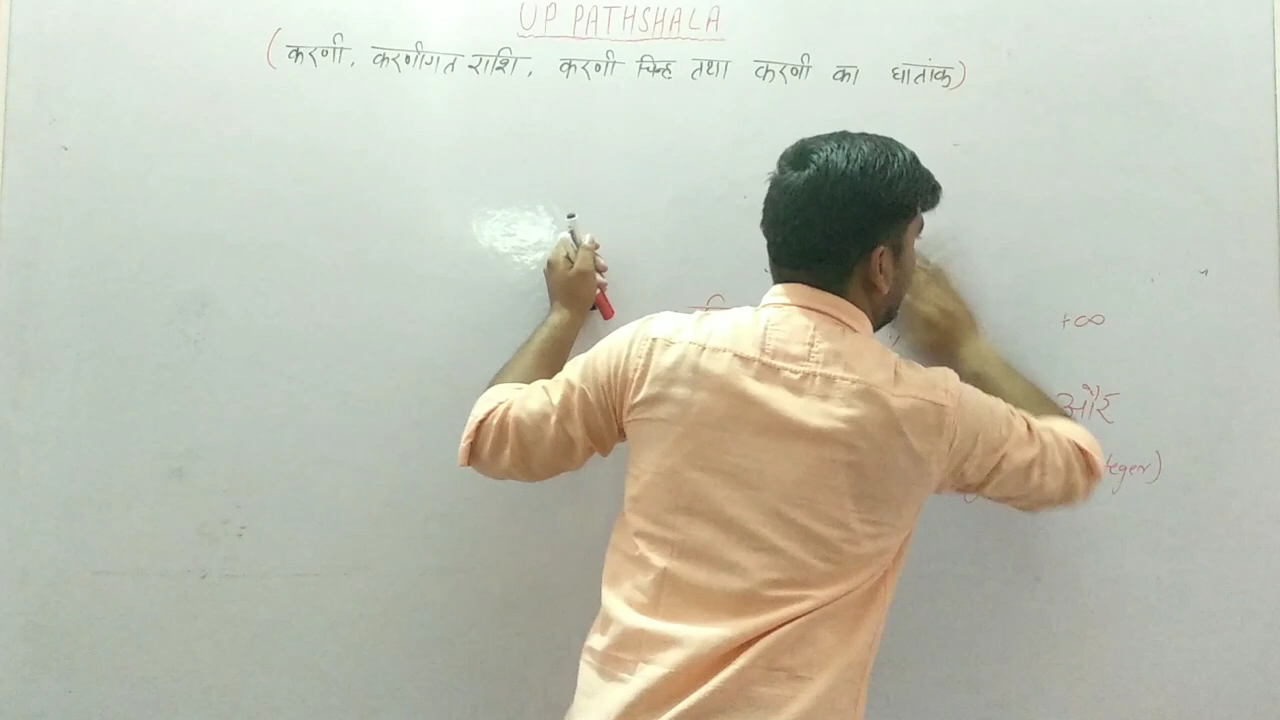 UP PATHSHALA
(करणी, करणीगत राशि, करणी चिन्ह तथा करणी का घातांक)
+∞
और
teger)